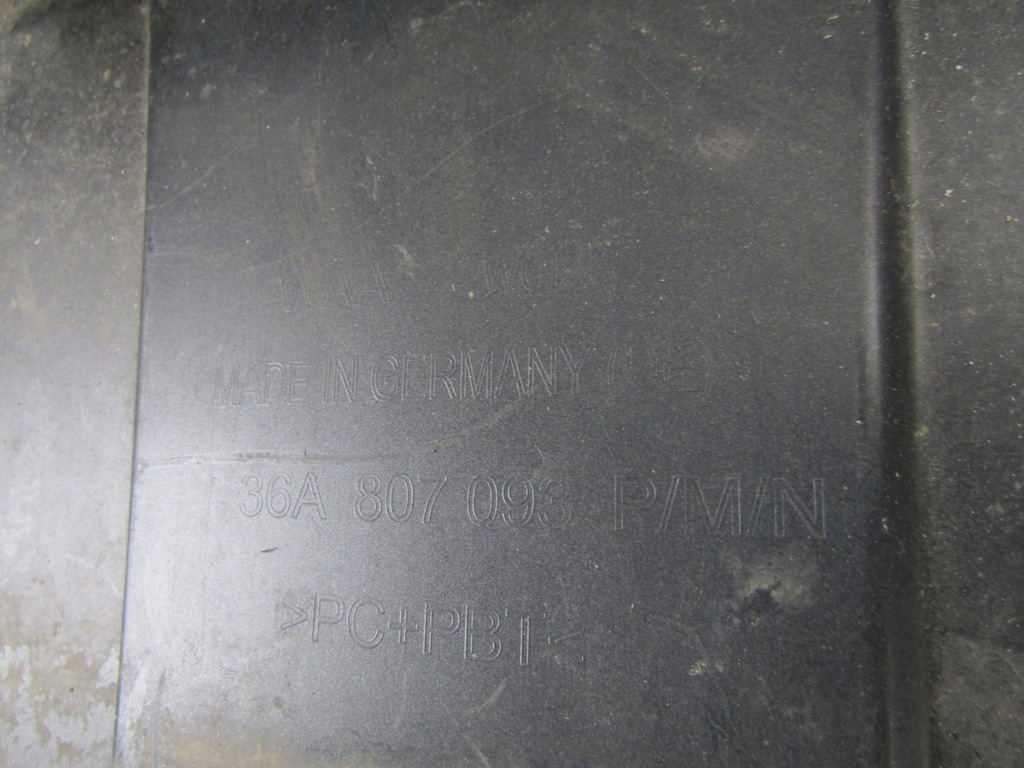 MADE IN GERMANY
36A 807 093 P/M/N
>PC+PBT<